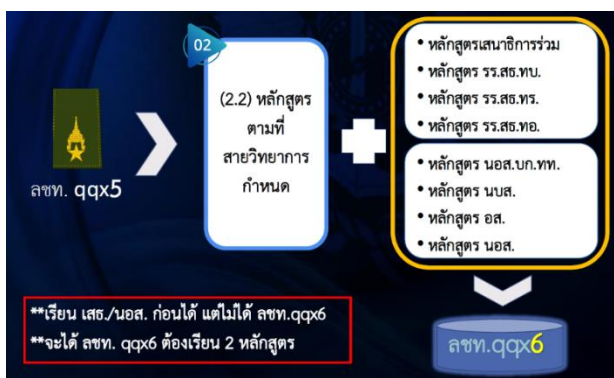 02
ลชท. qqx5
(2.2) หลักสูตร
ตามที่
สายวิทยาการ
กำหนด
• หลักสูตรเสนาธิการร่วม
• หลักสูตร รร.สธ.ทบ.
• หลักสูตร รร.สธ.ทร.
• หลักสูตร รร.สธ.ทอ.
• หลักสูตร นอส.บก.ทท.
• หลักสูตร นบส.
• หลักสูตร อส.
• หลักสูตร นอส.
**เรียน เสธ./นอส. ก่อนได้ แต่ไม่ได้ ลชท.qqx6
**จะได้ ลชท. qqx6 ต้องเรียน 2 หลักสูตร
ลชท.qqx6